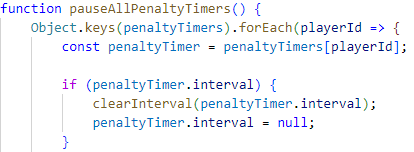 function pauseAllPenaltyTimers() {
    Object.keys(penaltyTimers).forEach(playerId => {
        const penaltyTimer = penaltyTimers[playerId];

        if (penaltyTimer.interval) {
            clearInterval(penaltyTimer.interval);
            penaltyTimer.interval = null;
        }